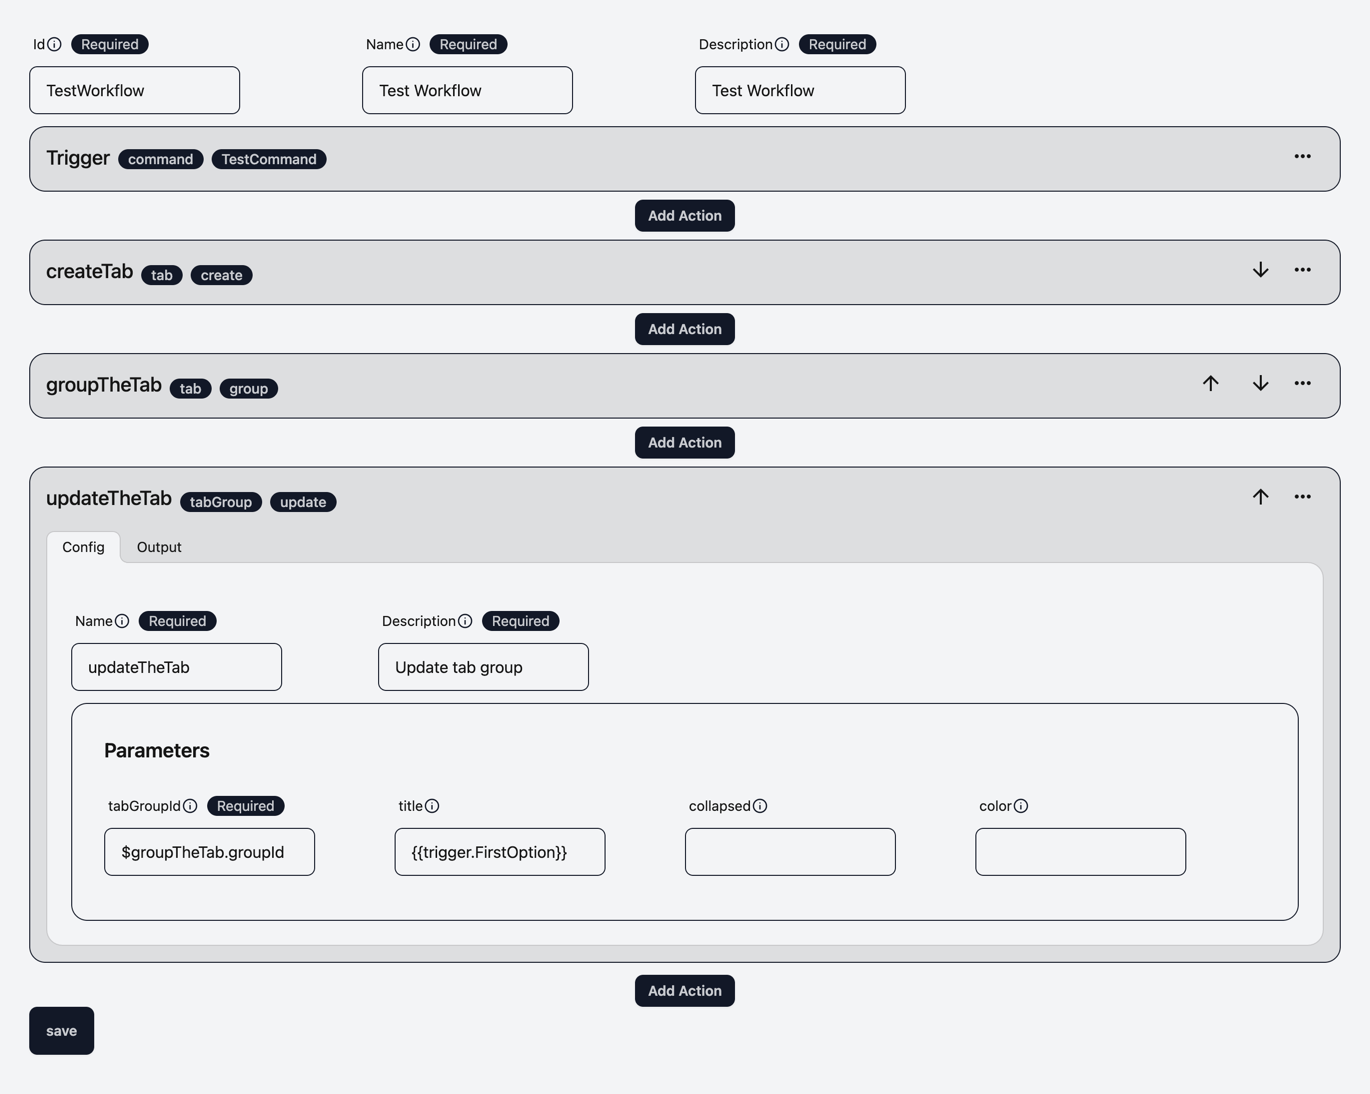 Id Required Name Required Description Required
TestWorkflow Test Workflow Test Workflow
Trigger command TestCommand
Add Action
createTab tab create
Add Action
groupTheTab tab group
Add Action
updateTheTab tabGroup update
Config Output
Name Required Description Required
updateTheTab Update tab group
Parameters
tabGroupId Required title collapsed color
$groupTheTab.groupId {{trigger.FirstOption}}
Add Action
save